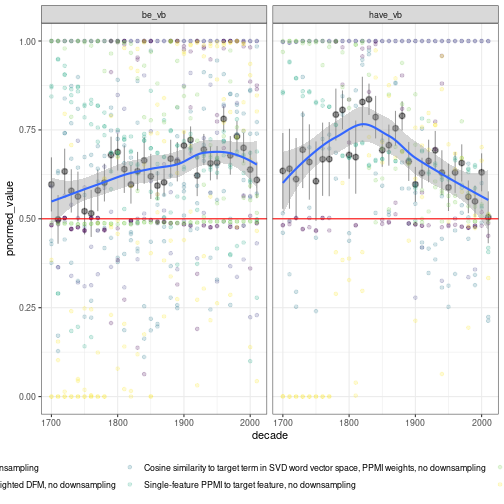 be_vb have_vb
1.00
0.75
0.50
0.25
0.00
pnormed_value
1700 1800 1900 2000 1700 1800 1900 2000
decade
nsampling Cosine similarity to target term in SVD word vector space, PPMI weights, no downsampling
ighted DFM, no downsampling Single-feature PPMI to target feature, no downsampling